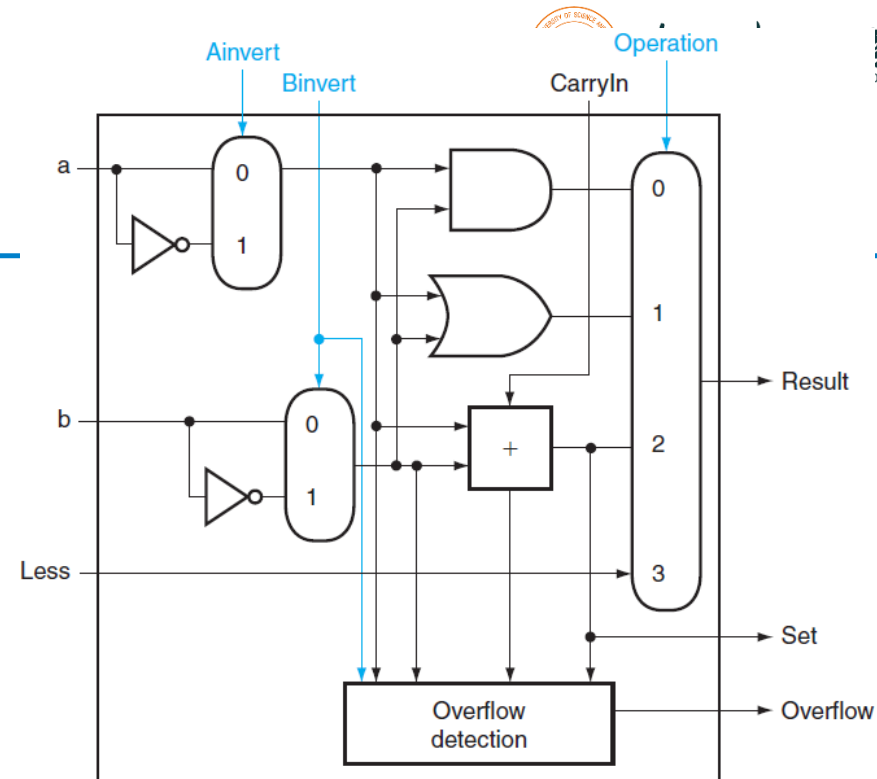 Operation
Ainvert
Binvert
CarryIn
a
0
1
0
1
b
0
1
+
2
Less
3
Result
Set
Overflow
detection
Overflow